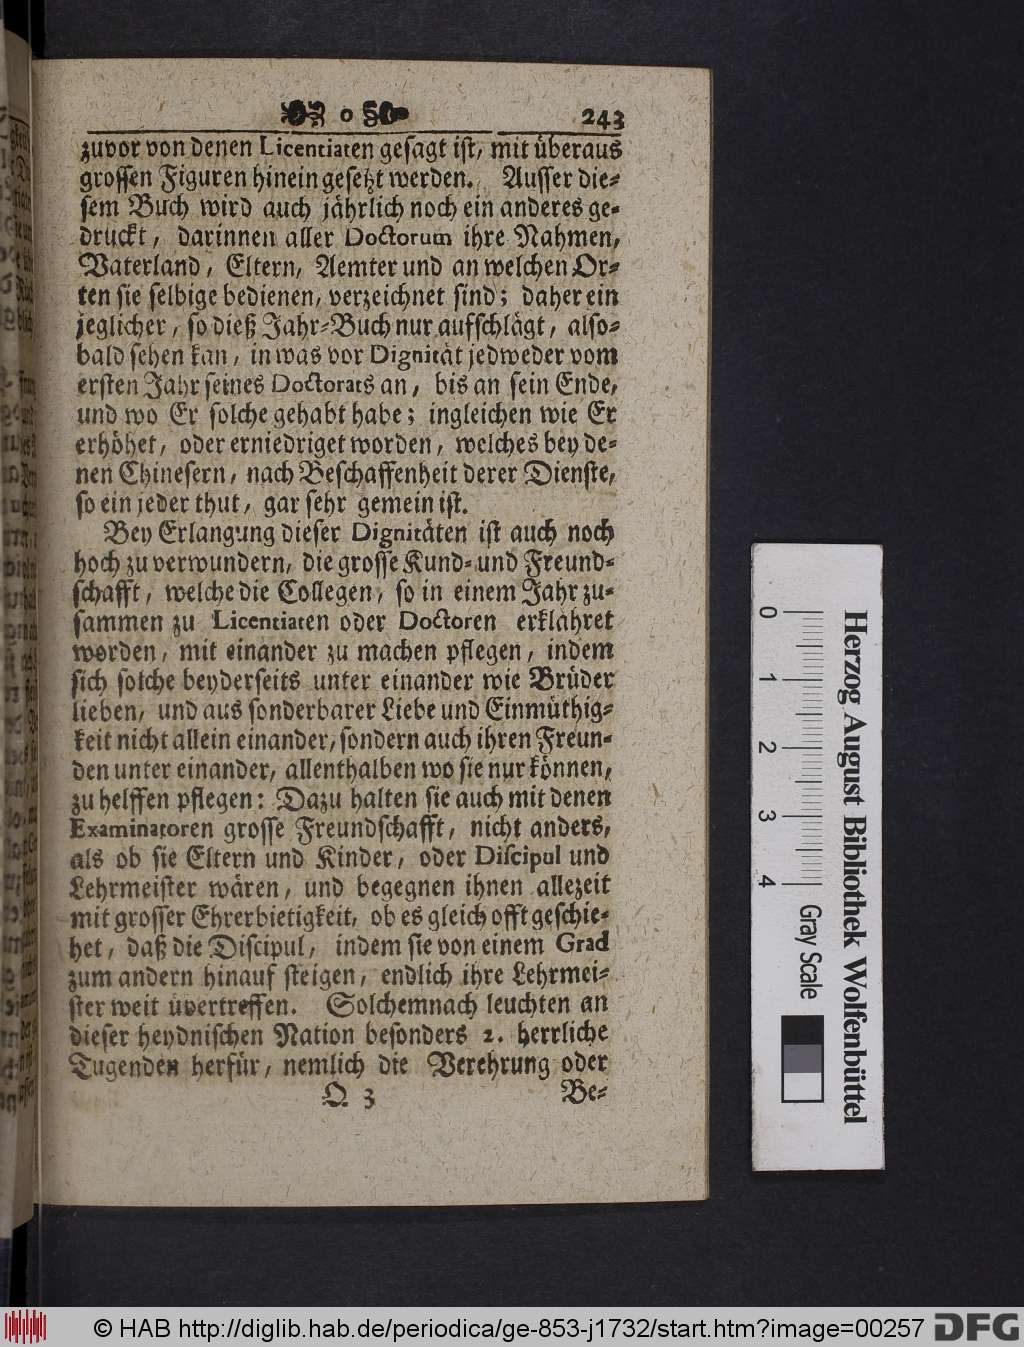 o 243
zuvor von denen Licentiaten gesagt ist, mit überaus
grossen Figuren hinein gesetzt werden. Ausser die-
sem Buch wird auch jährlich noch ein anderes ge-
druckt, darinnen aller Doctorum ihre Nahmen,
Vaterland, Eltern, Aemter und an welchen Or-
ten sie selbige bedienen, verzeichnet sind; daher ein
jeglicher, so dieß Jahr-Buch nur aufschlägt, also-
bald sehen kan, in was vor Dignität jedweder vom
ersten Jahr seines Doctorats an, bis an sein Ende,
und wo Er solche gehabt habe; ingleichen wie Er
erhöhet, oder erniedriget worden, welches bey de-
nen Chinesern, nach Beschaffenheit derer Dienste,
so ein jeder thut, gar sehr gemein ist.
Bey Erlangung dieser Dignitäten ist auch noch
hoch zu verwundern, die grosse Kund- und Freund-
schafft, welche die Collegen, so in einem Jahr zu-
sammen zu Licentiaten oder Doctoren erklähret
worden, mit einander zu machen pflegen, indem
sich solche beyderseits unter einander wie Brüder
lieben, und aus sonderbarer Liebe und Einmüthig-
keit nicht allein einander, sondern auch ihren Freun-
den unter einander, allenthalben wo sie nur können,
zu helffen pflegen: Dazu halten sie auch mit denen
Examinatoren grosse Freundschafft, nicht anders,
als ob sie Eltern und Kinder, oder Discipul und
Lehrmeister wären, und begegnen ihnen allezeit
mit grosser Ehrerbietigkeit, ob es gleich offt geschie-
het, daß die Discipul, indem sie von einem Grad
zum andern hinauf steigen, endlich ihre Lehrmei-
ster weit übertreffen. Solchemnach leuchten an
dieser heydnischen Nation besonders 2. herrliche
Tugenden herfür, nemlich die Verehrung oder
Q 3 Be-
0 1 2 3 4
Gray Scale
Herzog August Bibliothek Wolfenbüttel
© HAB http://diglib.hab.de/periodica/ge-853-j1732/start.htm?image=00257 DFG